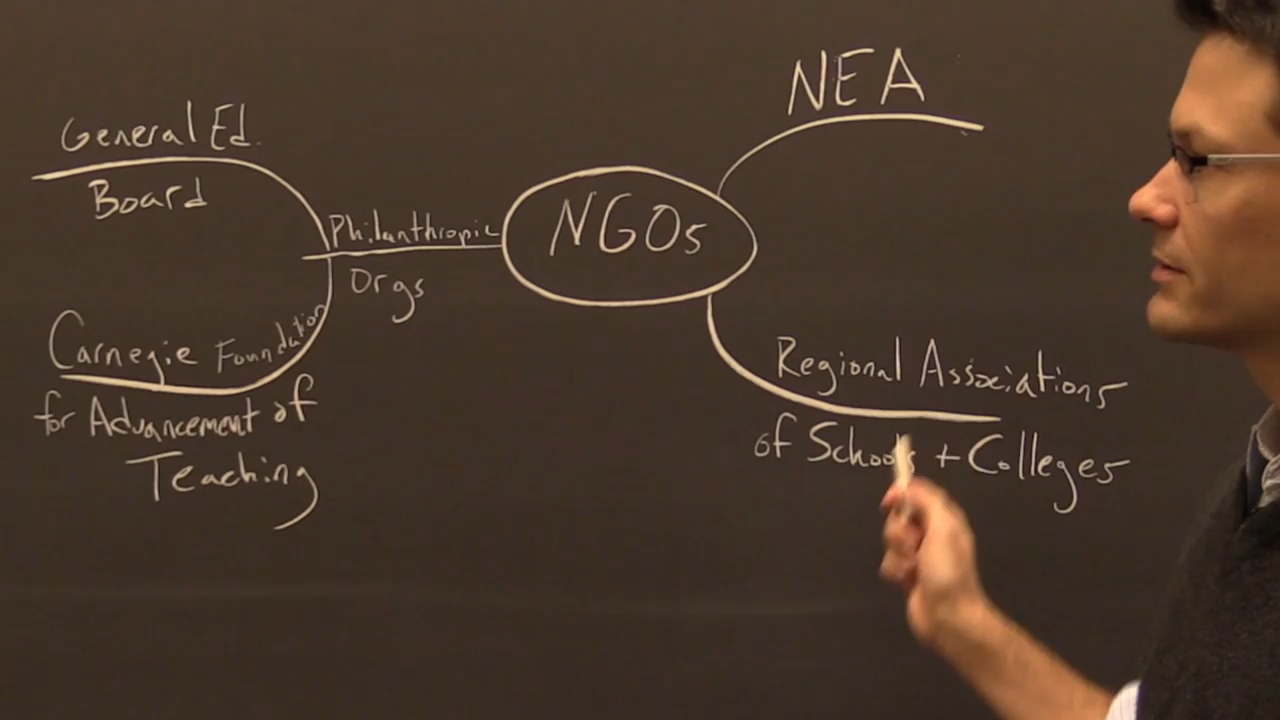 NGOs
NEA
Regional Associations
of Schools + Colleges
Philanthropic
Orgs
General Ed.
Board
Carnegie Foundation
for Advancement of
Teaching